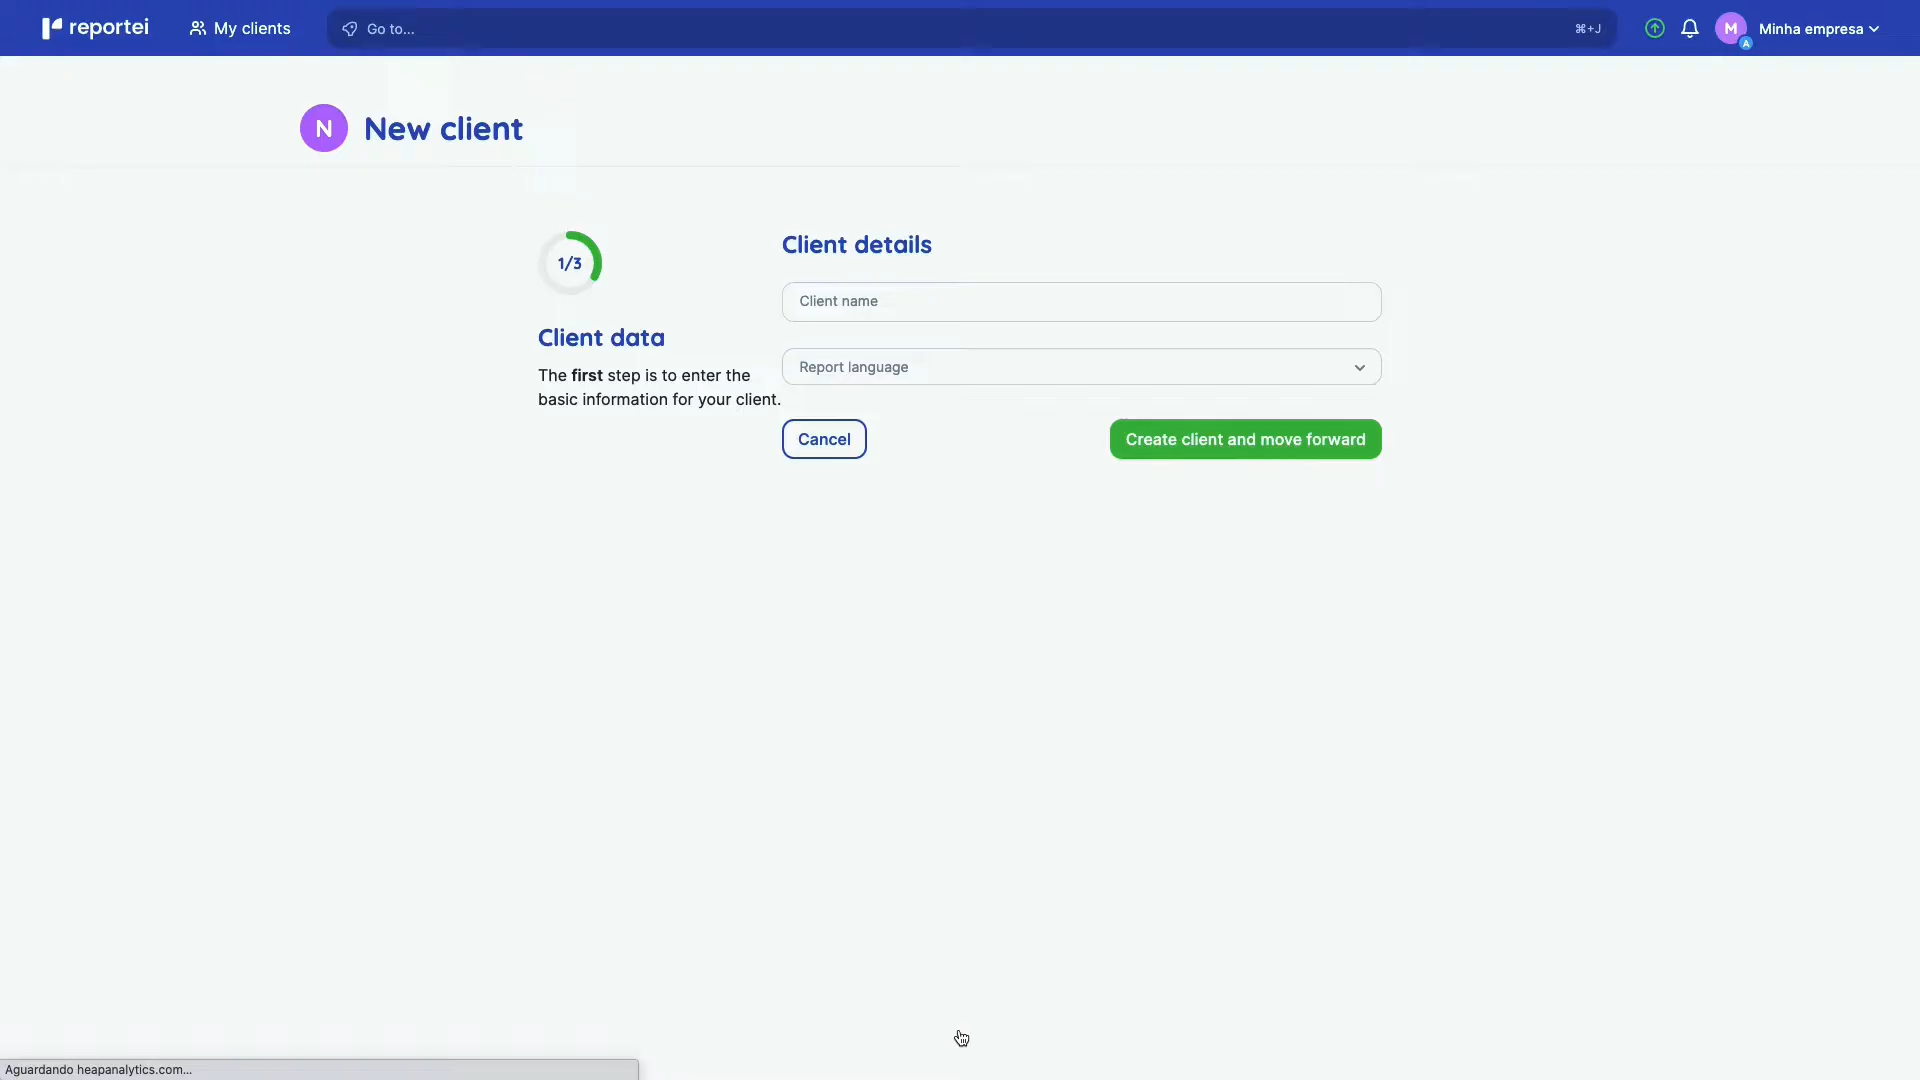 reportei
My clients
Go to...
⌘+J
M
A
Minha empresa
N
New client
1/3
Client data
The first step is to enter the
basic information for your client.
Client details
Client name
Report language
Cancel
Create client and move forward
Aguardando heapanalytics.com...